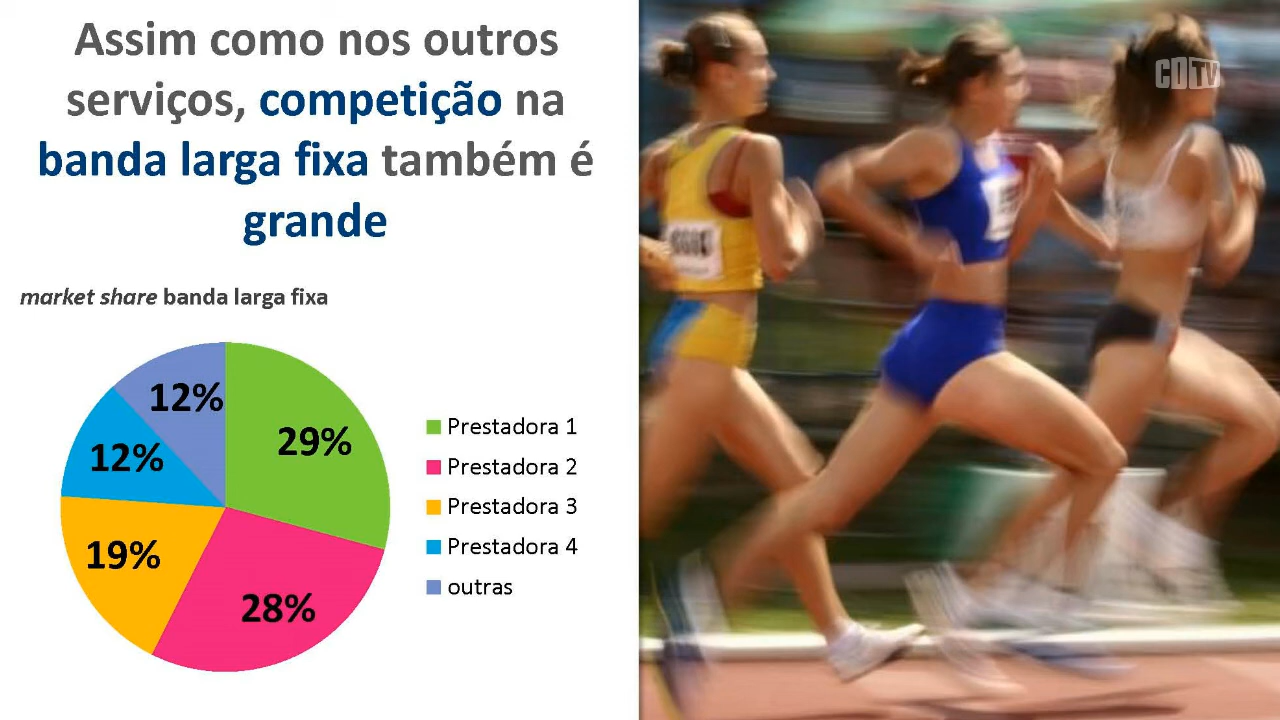 Assim como nos outros
serviços, competição na
banda larga fixa também é
grande
market share banda larga fixa
12%
29%
12%
19%
28%
Prestadora 1
Prestadora 2
Prestadora 3
Prestadora 4
outras
CDTV